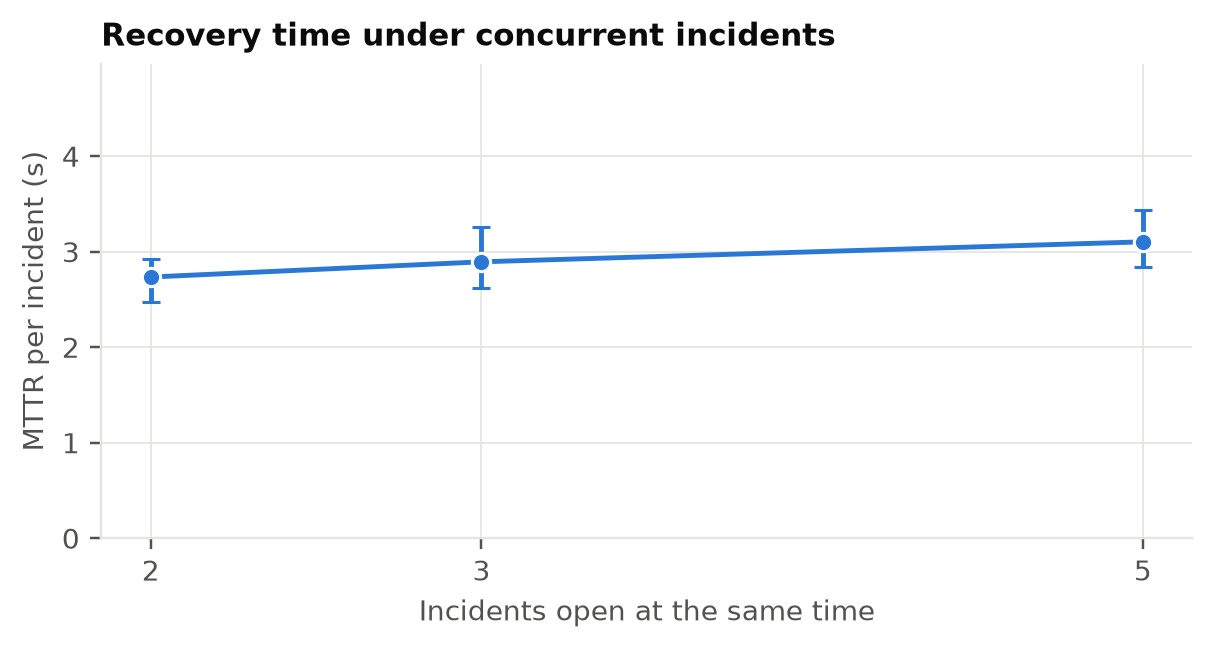 Recovery time under concurrent incidents
MTTR per incident (s)
4
3
2
1
0
2
3
5
Incidents open at the same time